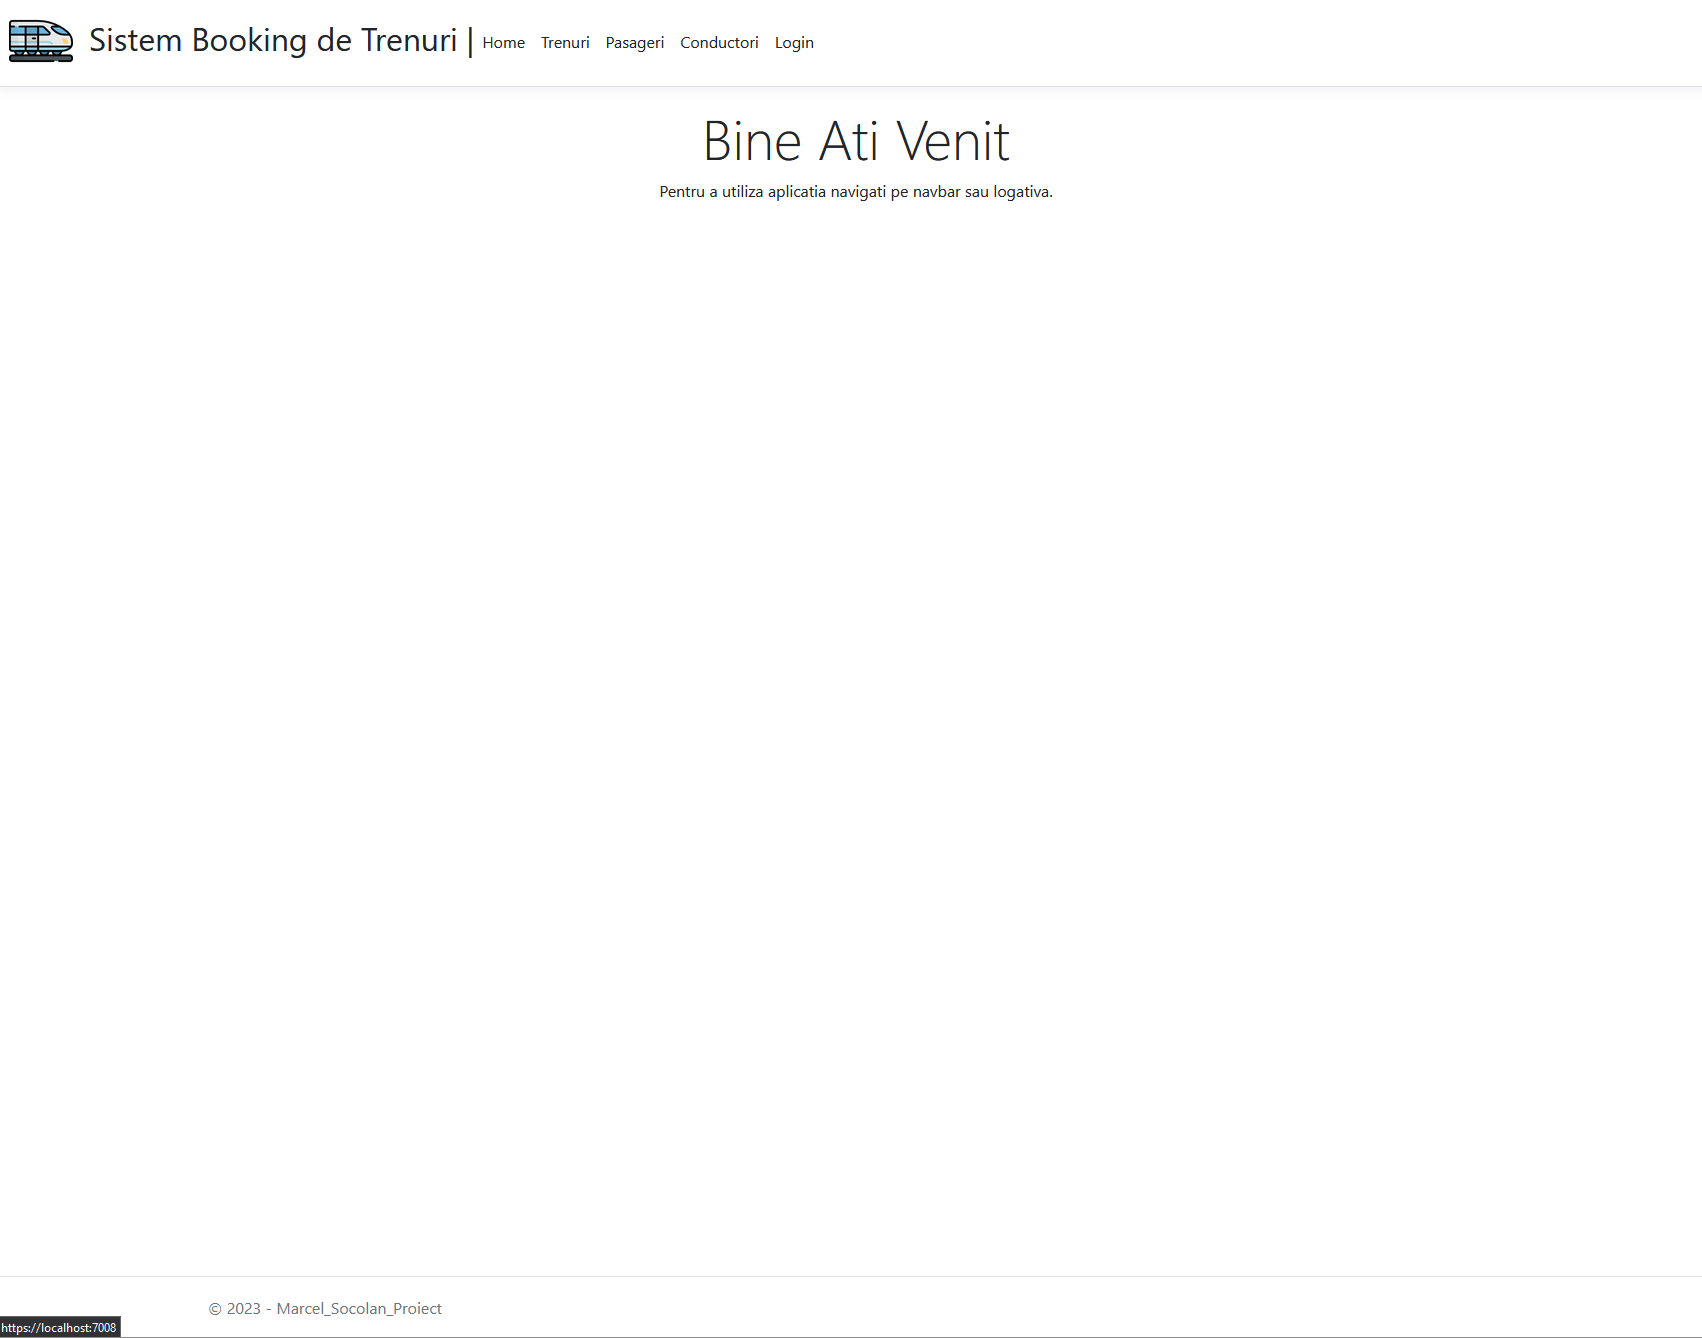 Sistem Booking de Trenuri | Home Trenuri Pasageri Conductori Login
Bine Ati Venit
Pentru a utiliza aplicatia navigati pe navbar sau logativa.
© 2023 - Marcel_Socolan_Proiect
https://localhost:7008